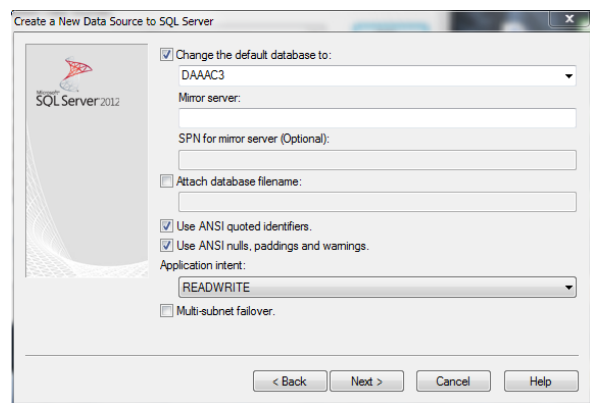 Create a New Data Source to SQL Server
x
Change the default database to:
DAAAC3
Mirror server:
Microsoft
SQL Server 2012
SPN for mirror server (Optional):
Attach database filename:
Use ANSI quoted identifiers.
Use ANSI nulls, paddings and warnings.
Application intent:
READWRITE
Multi-subnet failover.
< Back
Next >
Cancel
Help